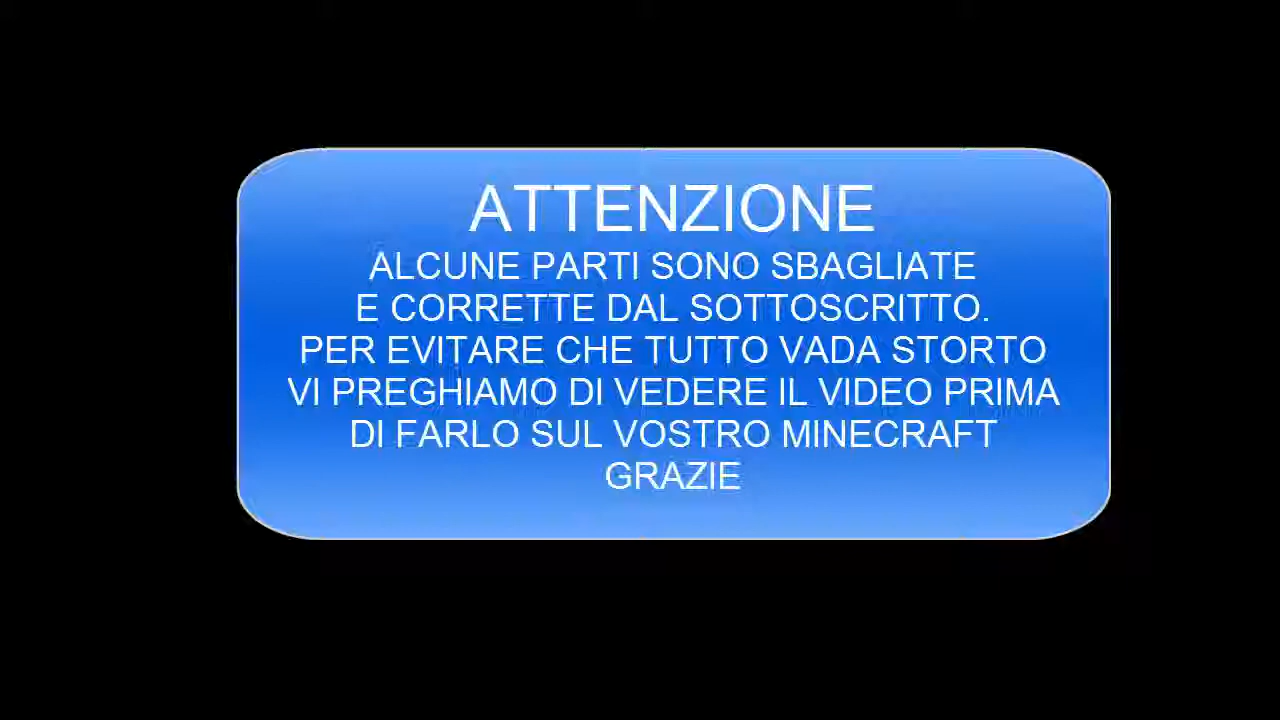 ATTENZIONE
ALCUNE PARTI SONO SBAGLIATE
E CORRETTE DAL SOTTOSCRITTO.
PER EVITARE CHE TUTTO VADA STORTO
VI PREGHIAMO DI VEDERE IL VIDEO PRIMA
DI FARLO SUL VOSTRO MINECRAFT
GRAZIE